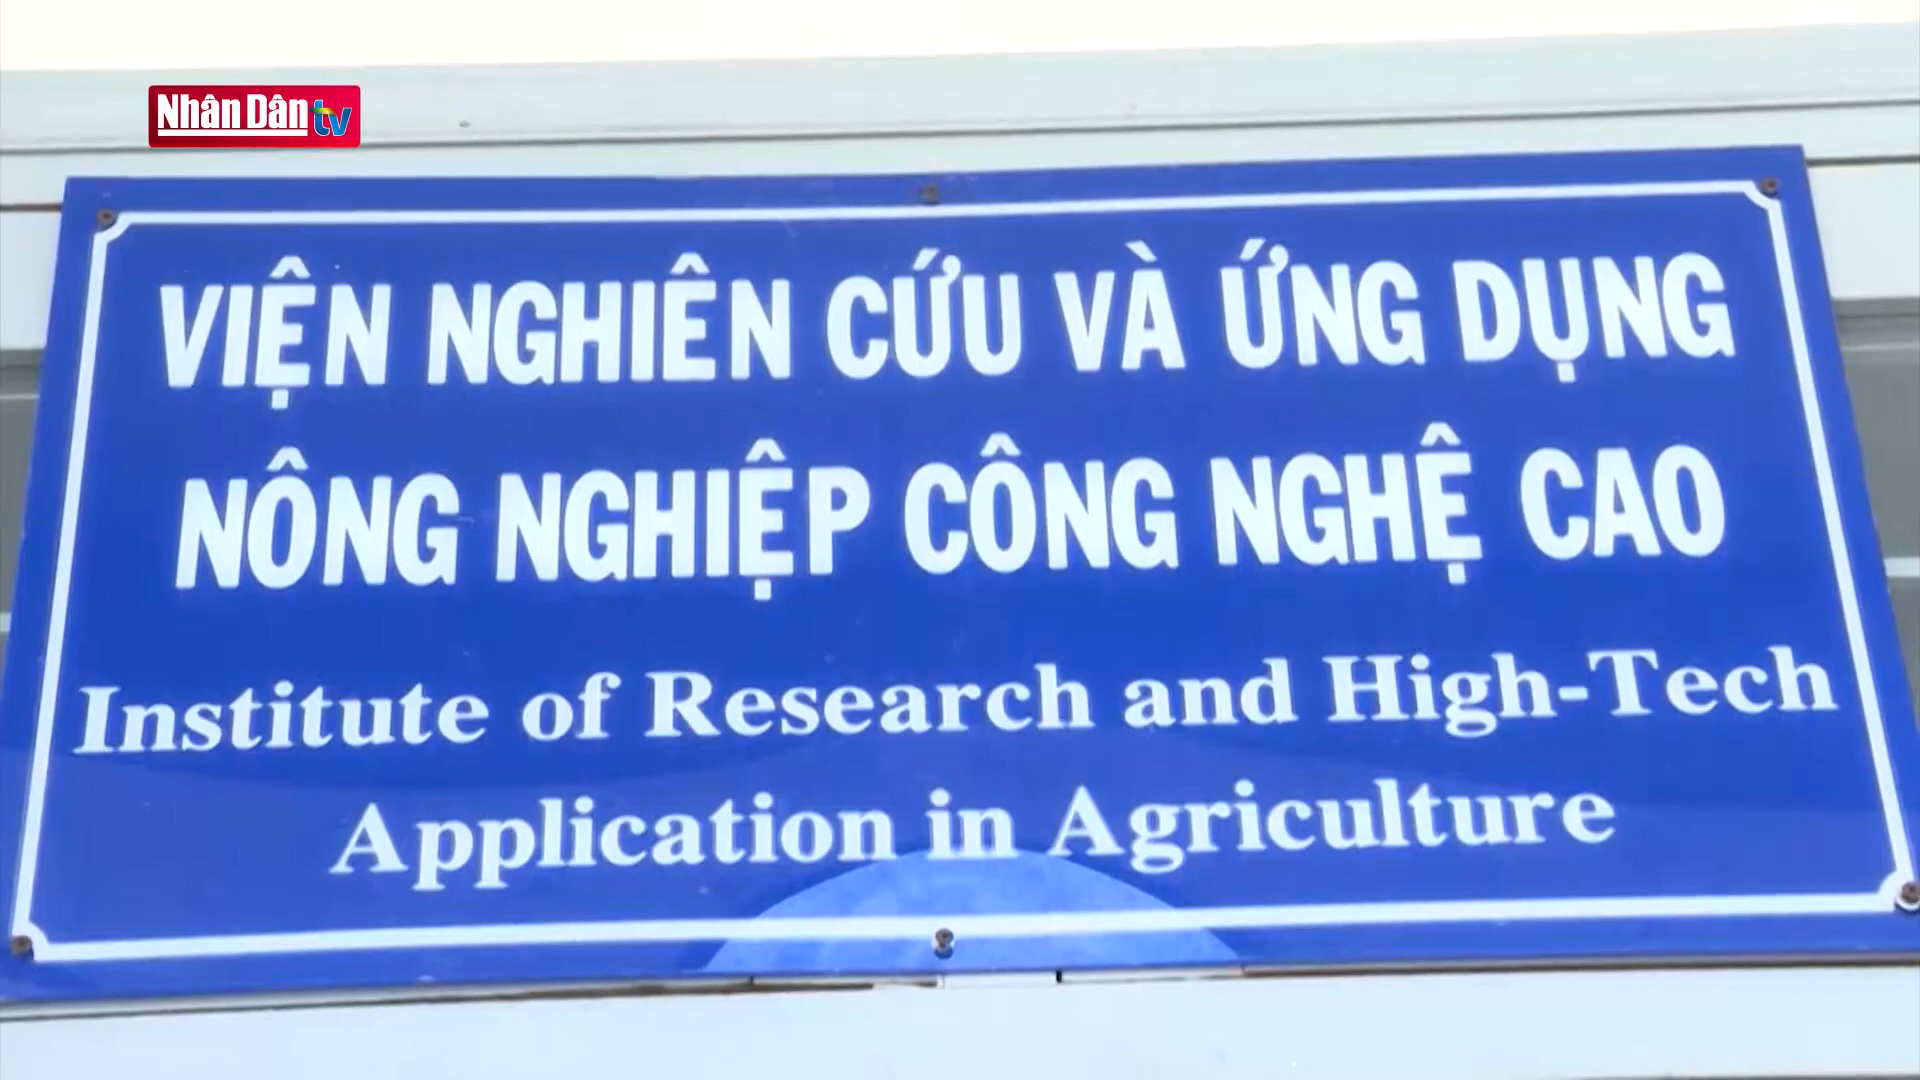 Nhân Dân tv
VIỆN NGHIÊN CỨU VÀ ỨNG DỤNG
NÔNG NGHIỆP CÔNG NGHỆ CAO
Institute of Research and High-Tech
Application in Agriculture